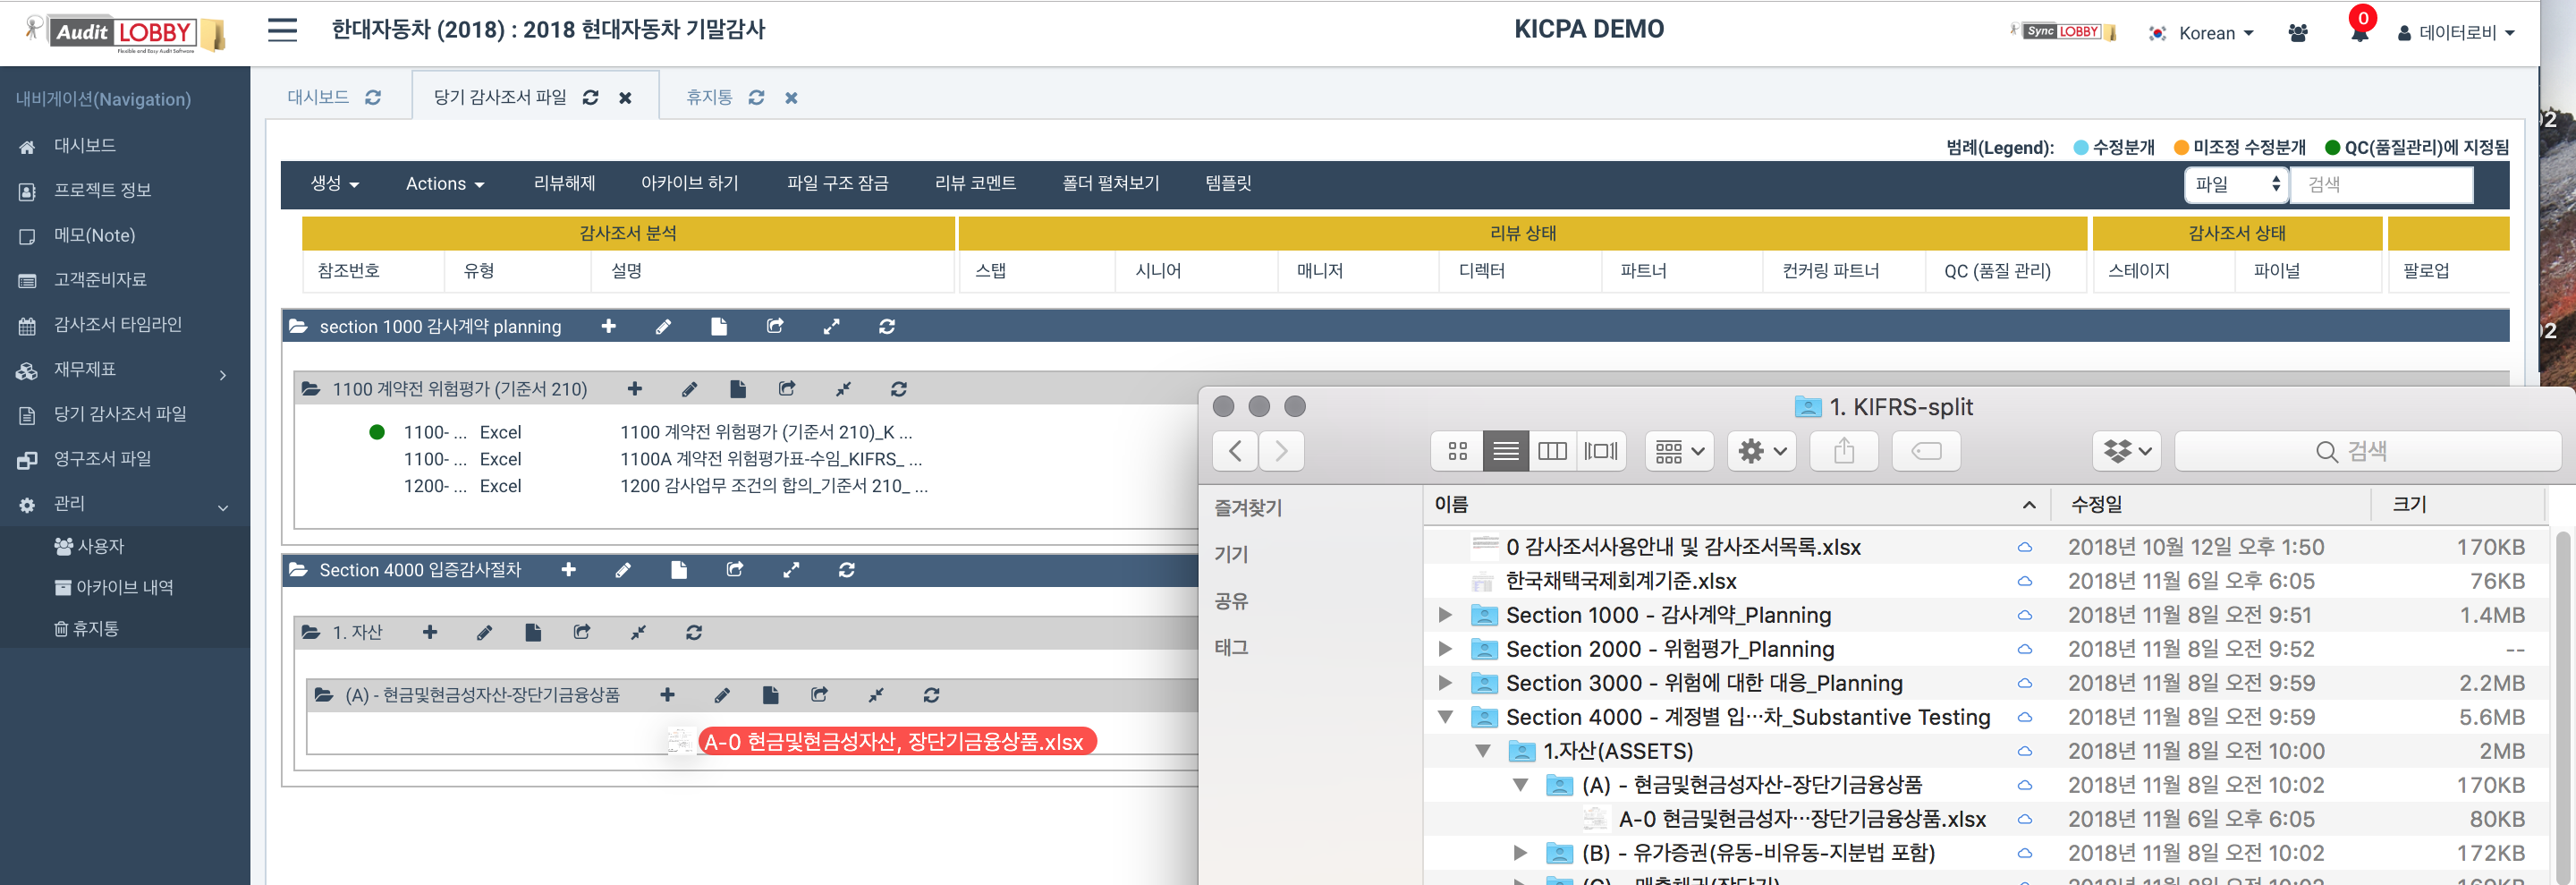 Audit LOBBY
Flexible and Easy Audit Software
한대자동차 (2018) : 2018 현대자동차 기말감사
KICPA DEMO
Sync LOBBY
Korean
0
데이터로비
내비게이션(Navigation)
대시보드
프로젝트 정보
메모(Note)
고객준비자료
감사조서 타임라인
재무제표
당기 감사조서 파일
영구조서 파일
관리
사용자
아카이브 내역
휴지통
대시보드
당기 감사조서 파일
휴지통
범례(Legend): 수정분개 미조정 수정분개 QC(품질관리)에 지정됨
생성 Actions 리뷰해제 아카이브 하기 파일 구조 잠금 리뷰 코멘트 폴더 펼쳐보기 템플릿 파일 검색
감사조서 분석 리뷰 상태 감사조서 상태
참조번호 유형 설명 스탭 시니어 매니저 디렉터 파트너 컨커링 파트너 QC (품질 관리) 스테이지 파이널 팔로업
section 1000 감사계약 planning
1100 계약전 위험평가 (기준서 210)
1100- ... Excel 1100 계약전 위험평가 (기준서 210)_K ...
1100- ... Excel 1100A 계약전 위험평가표-수임_KIFRS_ ...
1200- ... Excel 1200 감사업무 조건의 합의_기준서 210_ ...
Section 4000 입증감사절차
1. 자산
(A) - 현금및현금성자산-장단기금융상품
A-0 현금및현금성자산, 장단기금융상품.xlsx
1. KIFRS-split
검색
즐겨찾기
기기
공유
태그
이름 수정일 크기
0 감사조서사용안내 및 감사조서목록.xlsx 2018년 10월 12일 오후 1:50 170KB
한국채택국제회계기준.xlsx 2018년 11월 6일 오후 6:05 76KB
Section 1000 - 감사계약_Planning 2018년 11월 8일 오전 9:51 1.4MB
Section 2000 - 위험평가_Planning 2018년 11월 8일 오전 9:52 --
Section 3000 - 위험에 대한 대응_Planning 2018년 11월 8일 오전 9:59 2.2MB
Section 4000 - 계정별 입…차_Substantive Testing 2018년 11월 8일 오전 9:59 5.6MB
1.자산(ASSETS) 2018년 11월 8일 오전 10:00 2MB
(A) - 현금및현금성자산-장단기금융상품 2018년 11월 8일 오전 10:02 170KB
A-0 현금및현금성자…장단기금융상품.xlsx 2018년 11월 6일 오후 6:05 80KB
(B) - 유가증권(유동-비유동-지분법 포함) 2018년 11월 8일 오전 10:02 172KB